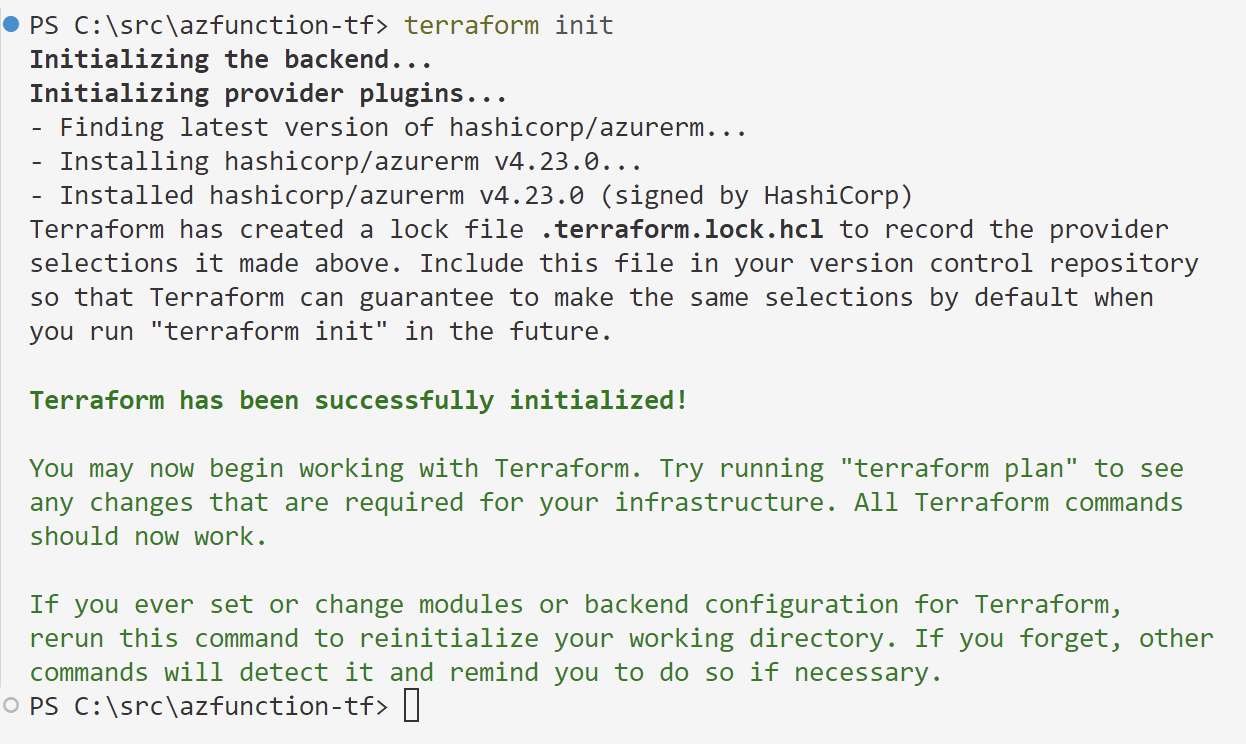 PS C:\src\azfunction-tf> terraform init
Initializing the backend...
Initializing provider plugins...
- Finding latest version of hashicorp/azurerm...
- Installing hashicorp/azurerm v4.23.0...
- Installed hashicorp/azurerm v4.23.0 (signed by HashiCorp)
Terraform has created a lock file .terraform.lock.hcl to record the provider
selections it made above. Include this file in your version control repository
so that Terraform can guarantee to make the same selections by default when
you run "terraform init" in the future.
Terraform has been successfully initialized!
You may now begin working with Terraform. Try running "terraform plan" to see
any changes that are required for your infrastructure. All Terraform commands
should now work.
If you ever set or change modules or backend configuration for Terraform,
rerun this command to reinitialize your working directory. If you forget, other
commands will detect it and remind you to do so if necessary.
PS C:\src\azfunction-tf>